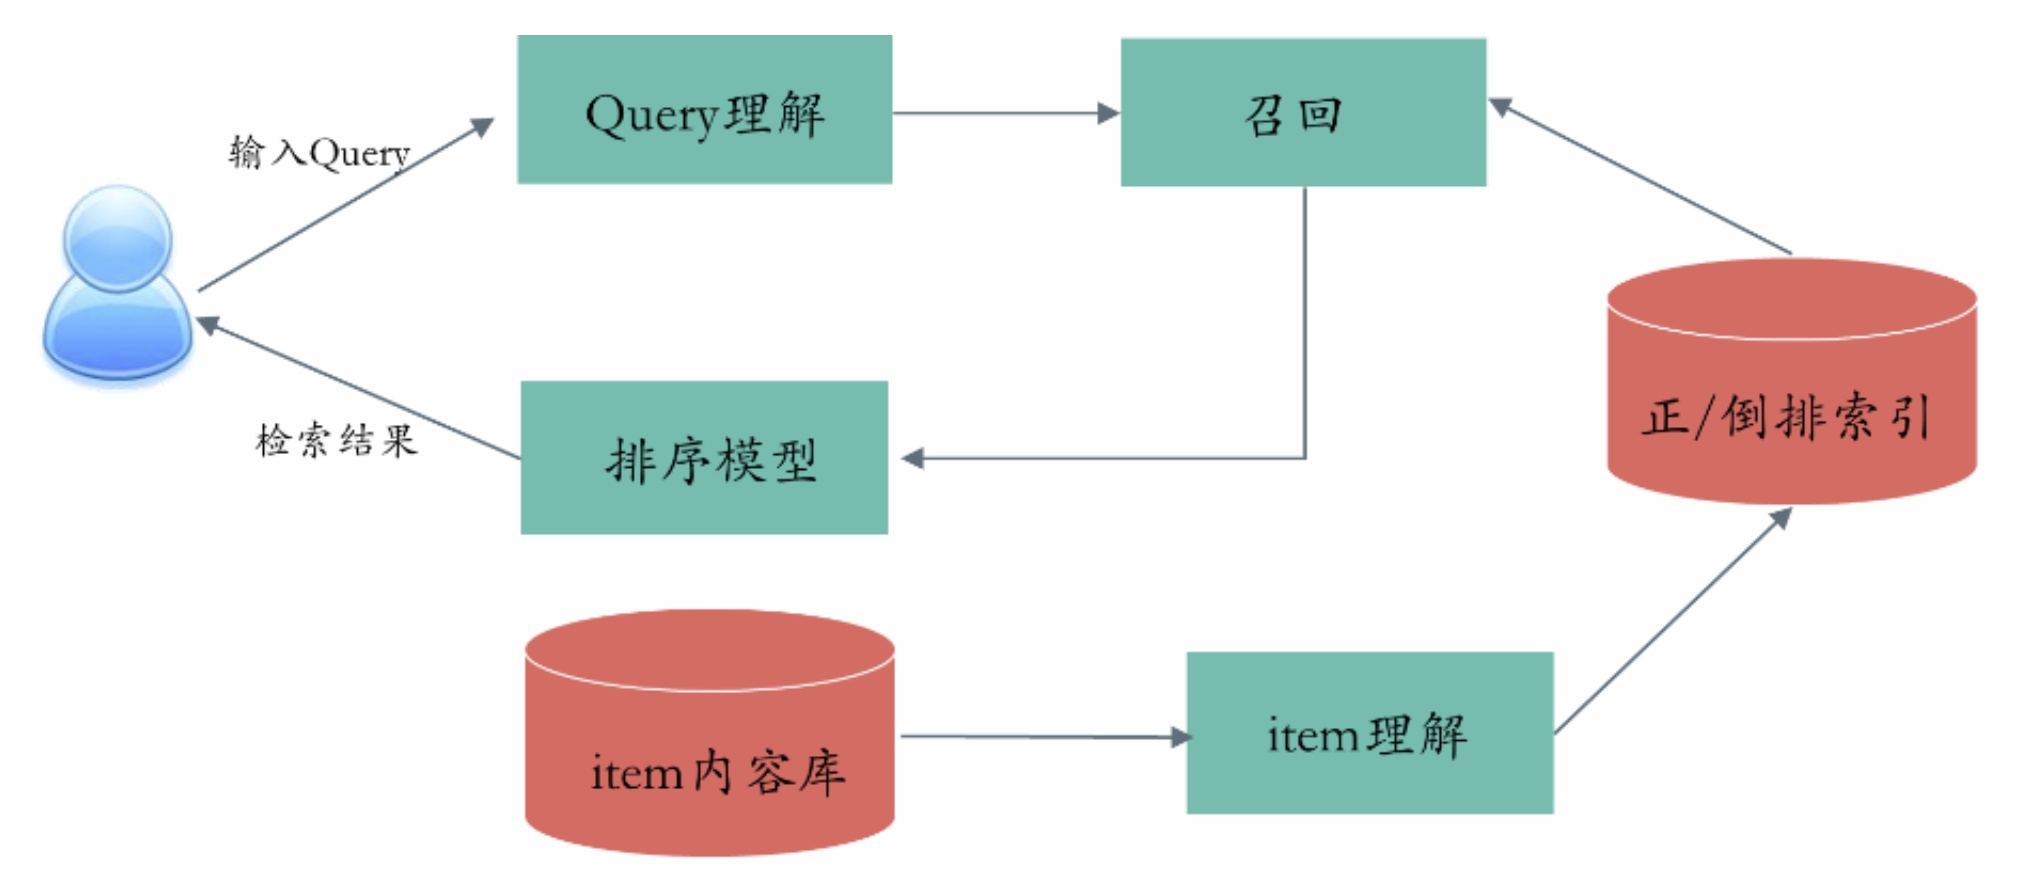 输入Query
Query理解
召回
正/倒排索引
检索结果
排序模型
item内容库
item理解